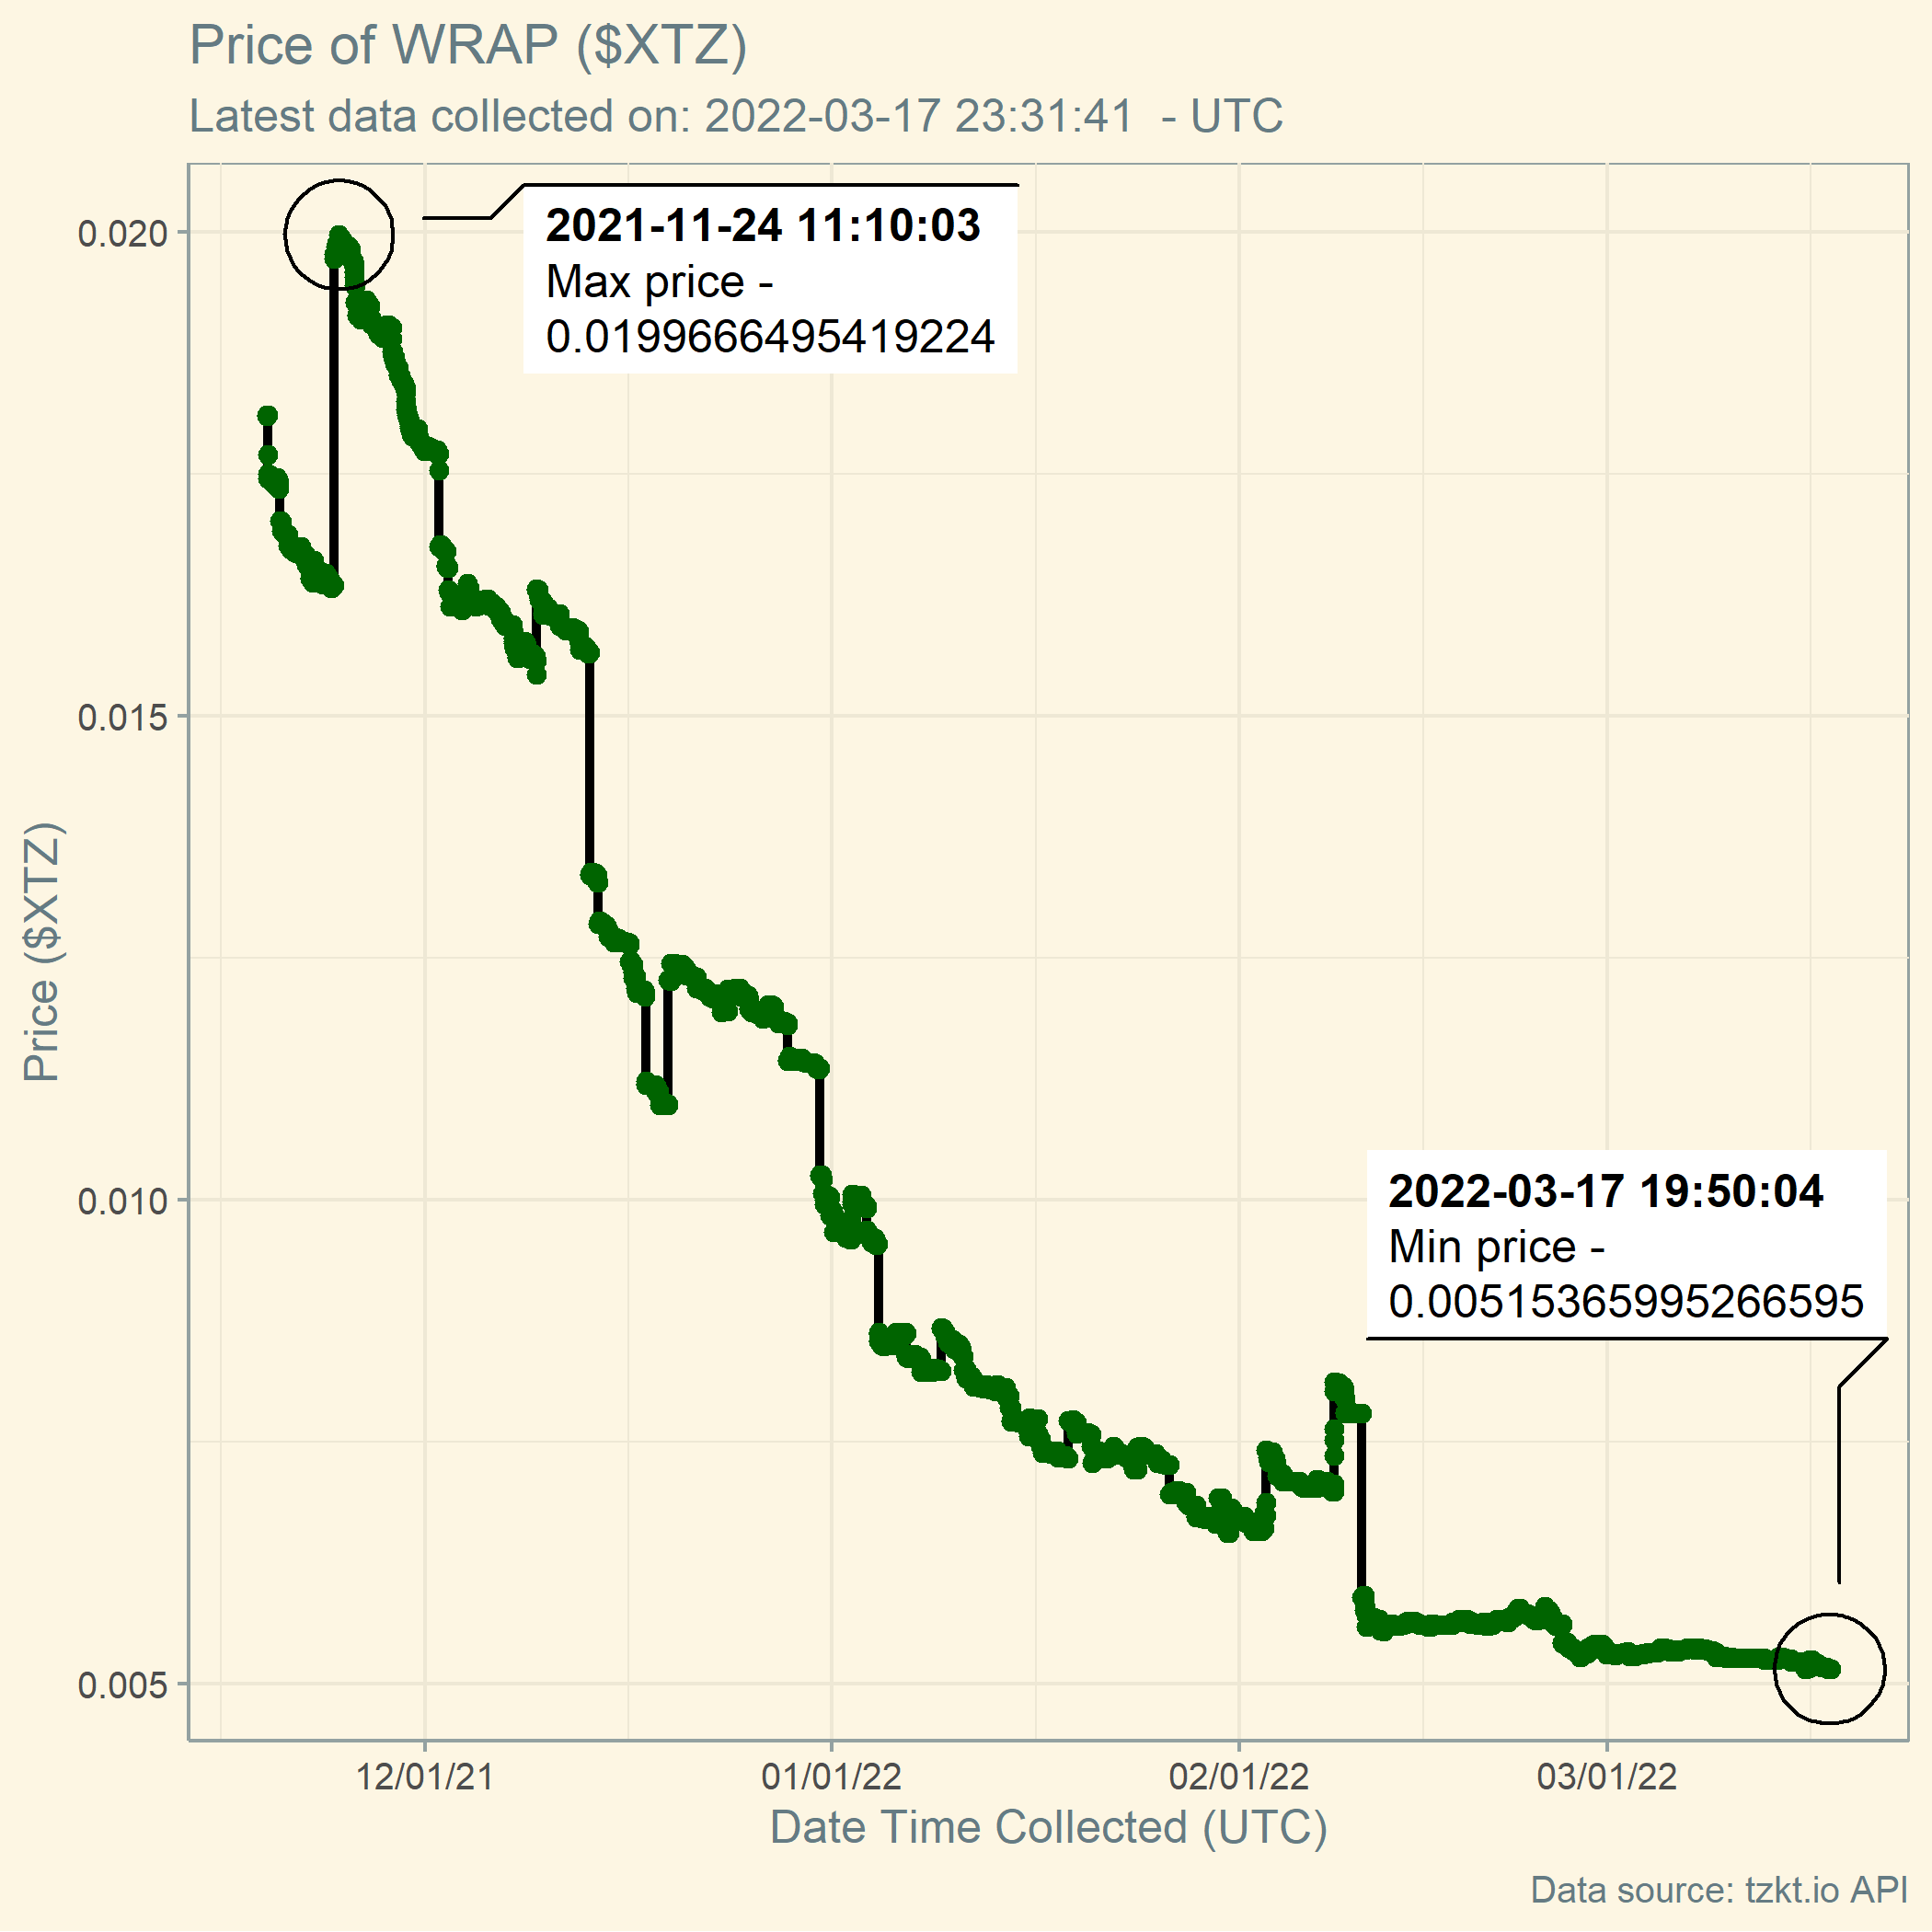 Price of WRAP ($XTZ)
Latest data collected on: 2022-03-17 23:31:41  - UTC
2021-11-24 11:10:03
Max price -
0.0199666495419224
0.020
0.015
0.010
0.005
Price ($XTZ)
2022-03-17 19:50:04
Min price -
0.00515365995266595
12/01/21
01/01/22
02/01/22
03/01/22
Date Time Collected (UTC)
Data source: tzkt.io API